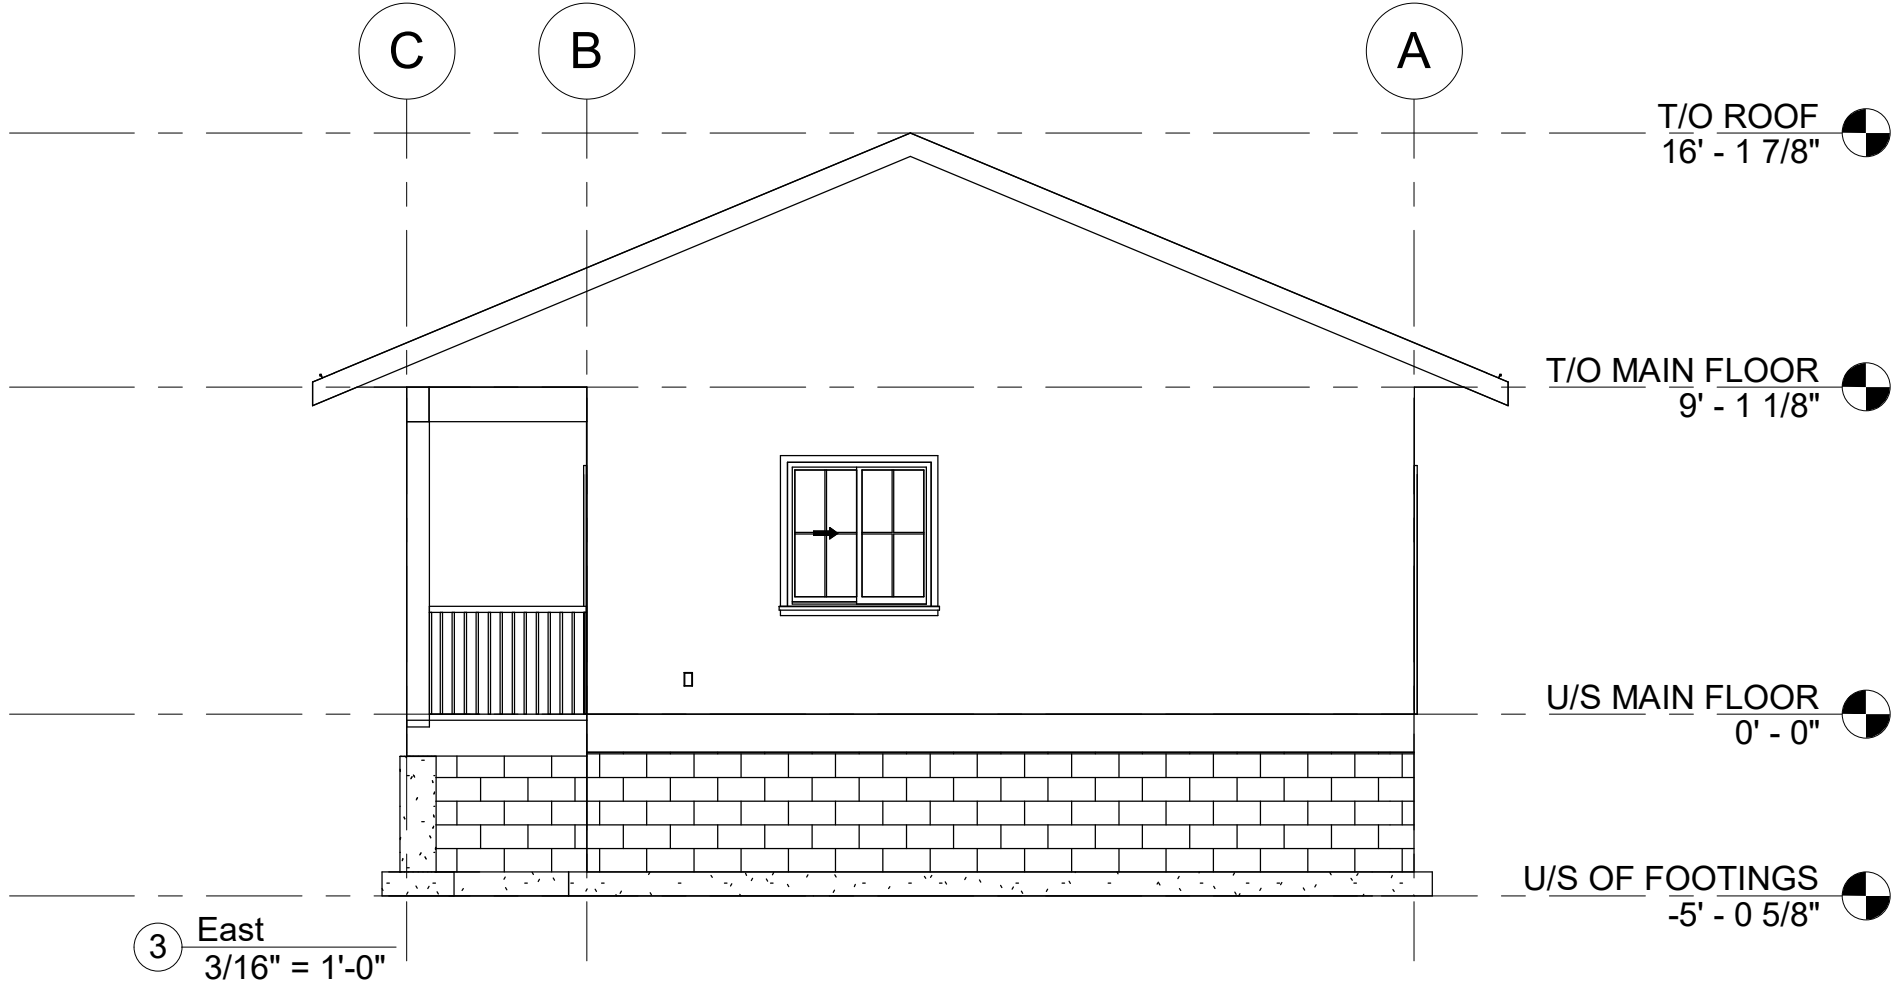 C
B
A
T/O ROOF
16' - 1 7/8"
T/O MAIN FLOOR
9' - 1 1/8"
U/S MAIN FLOOR
0' - 0"
U/S OF FOOTINGS
-5' - 0 5/8"
3
East
3/16" = 1'-0"